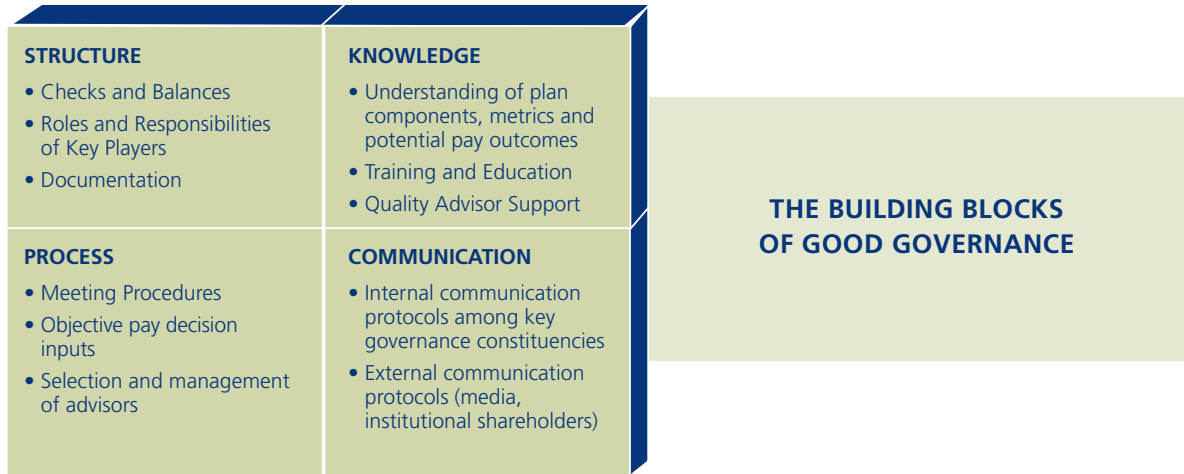 STRUCTURE
• Checks and Balances
• Roles and Responsibilities
of Key Players
• Documentation
KNOWLEDGE
• Understanding of plan
components, metrics and
potential pay outcomes
• Training and Education
• Quality Advisor Support
PROCESS
• Meeting Procedures
• Objective pay decision
inputs
• Selection and management
of advisors
COMMUNICATION
• Internal communication
protocols among key
governance constituencies
• External communication
protocols (media,
institutional shareholders)
THE BUILDING BLOCKS
OF GOOD GOVERNANCE